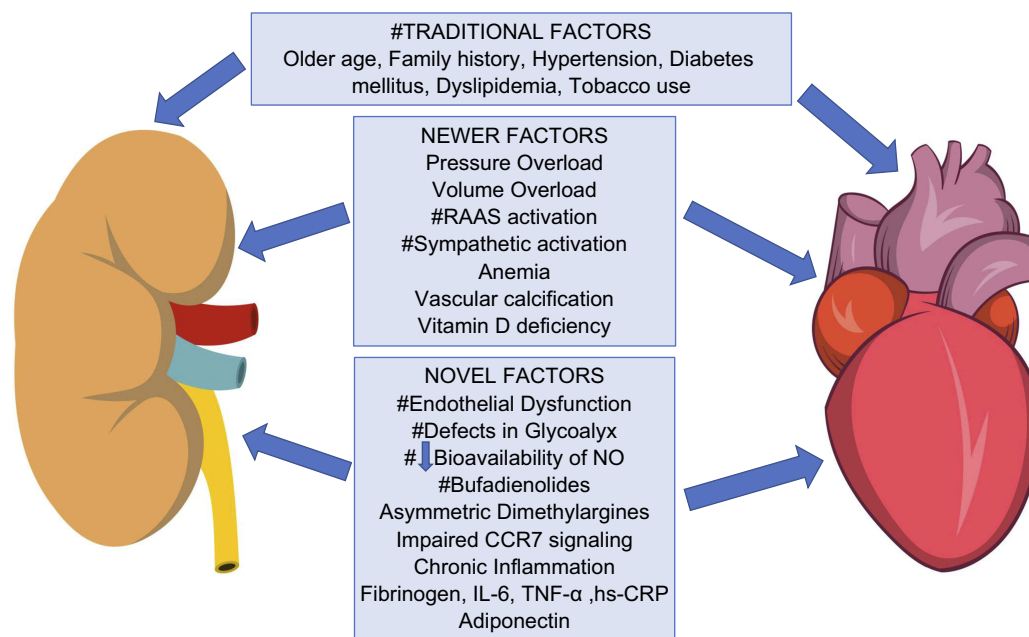 #TRADITIONAL FACTORS
Older age, Family history, Hypertension, Diabetes
mellitus, Dyslipidemia, Tobacco use
NEWER FACTORS
Pressure Overload
Volume Overload
#RAAS activation
#Sympathetic activation
Anemia
Vascular calcification
Vitamin D deficiency
NOVEL FACTORS
#Endothelial Dysfunction
#Defects in Glycoalyx
# Bioavailability of NO
#Bufadienolides
Asymmetric Dimethylargines
Impaired CCR7 signaling
Chronic Inflammation
Fibrinogen, IL-6, TNF-α ,hs-CRP
Adiponectin